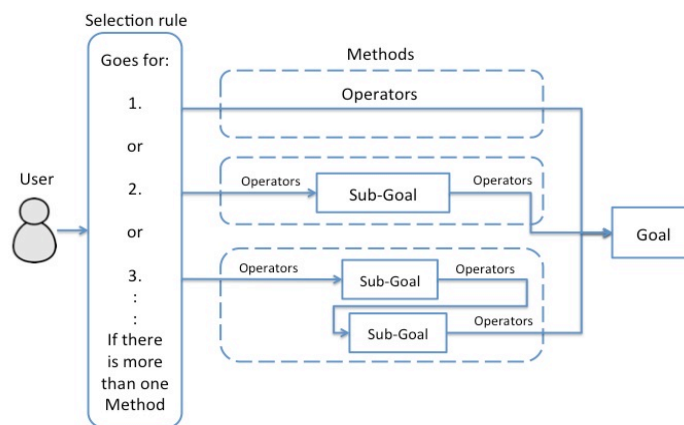 Selection rule
Goes for:
1.
or
2.
or
3.
:
:
If there
is more
than one
Method
User
Methods
Operators
Operators
Sub-Goal
Operators
Operators
Sub-Goal
Operators
Sub-Goal
Operators
Goal